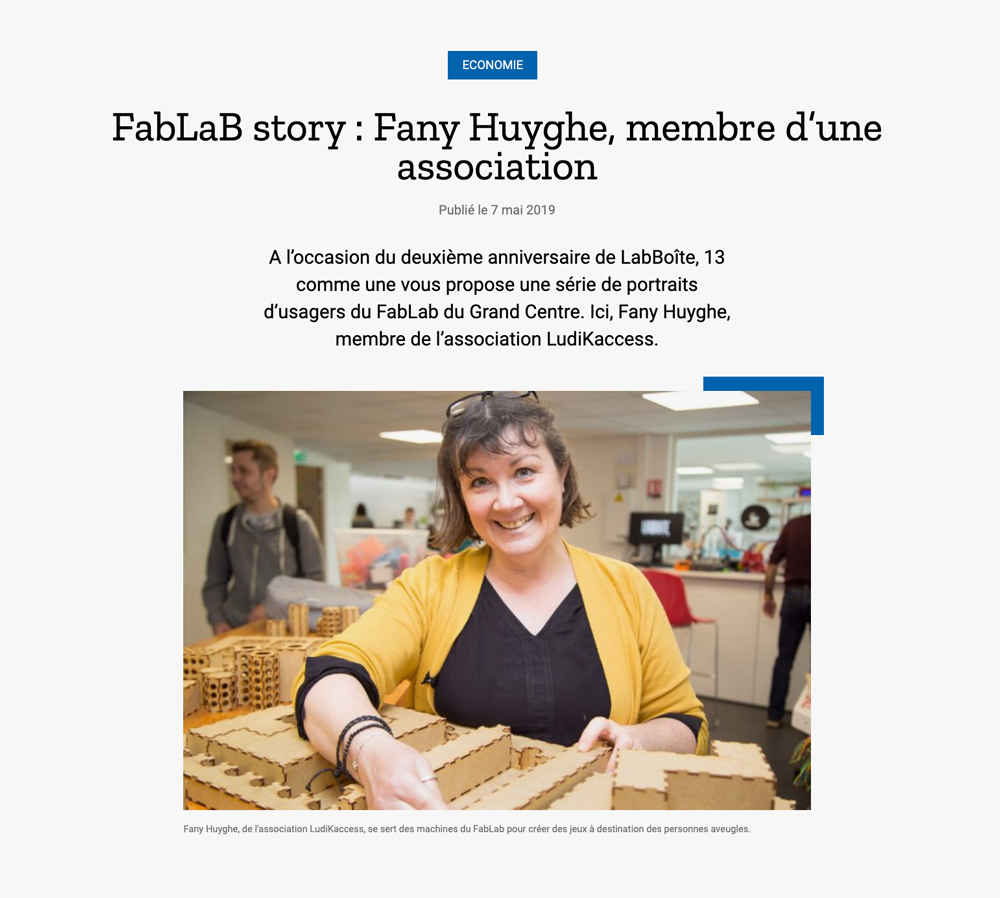 ECONOMIE
FabLaB story : Fany Huyghe, membre d’une
association
Publié le 7 mai 2019
A l’occasion du deuxième anniversaire de LabBoîte, 13
comme une vous propose une série de portraits
d’usagers du FabLab du Grand Centre. Ici, Fany Huyghe,
membre de l’association LudiKaccess.
Fany Huyghe, de l'association LudiKaccess, se sert des machines du FabLab pour créer des jeux à destination des personnes aveugles.